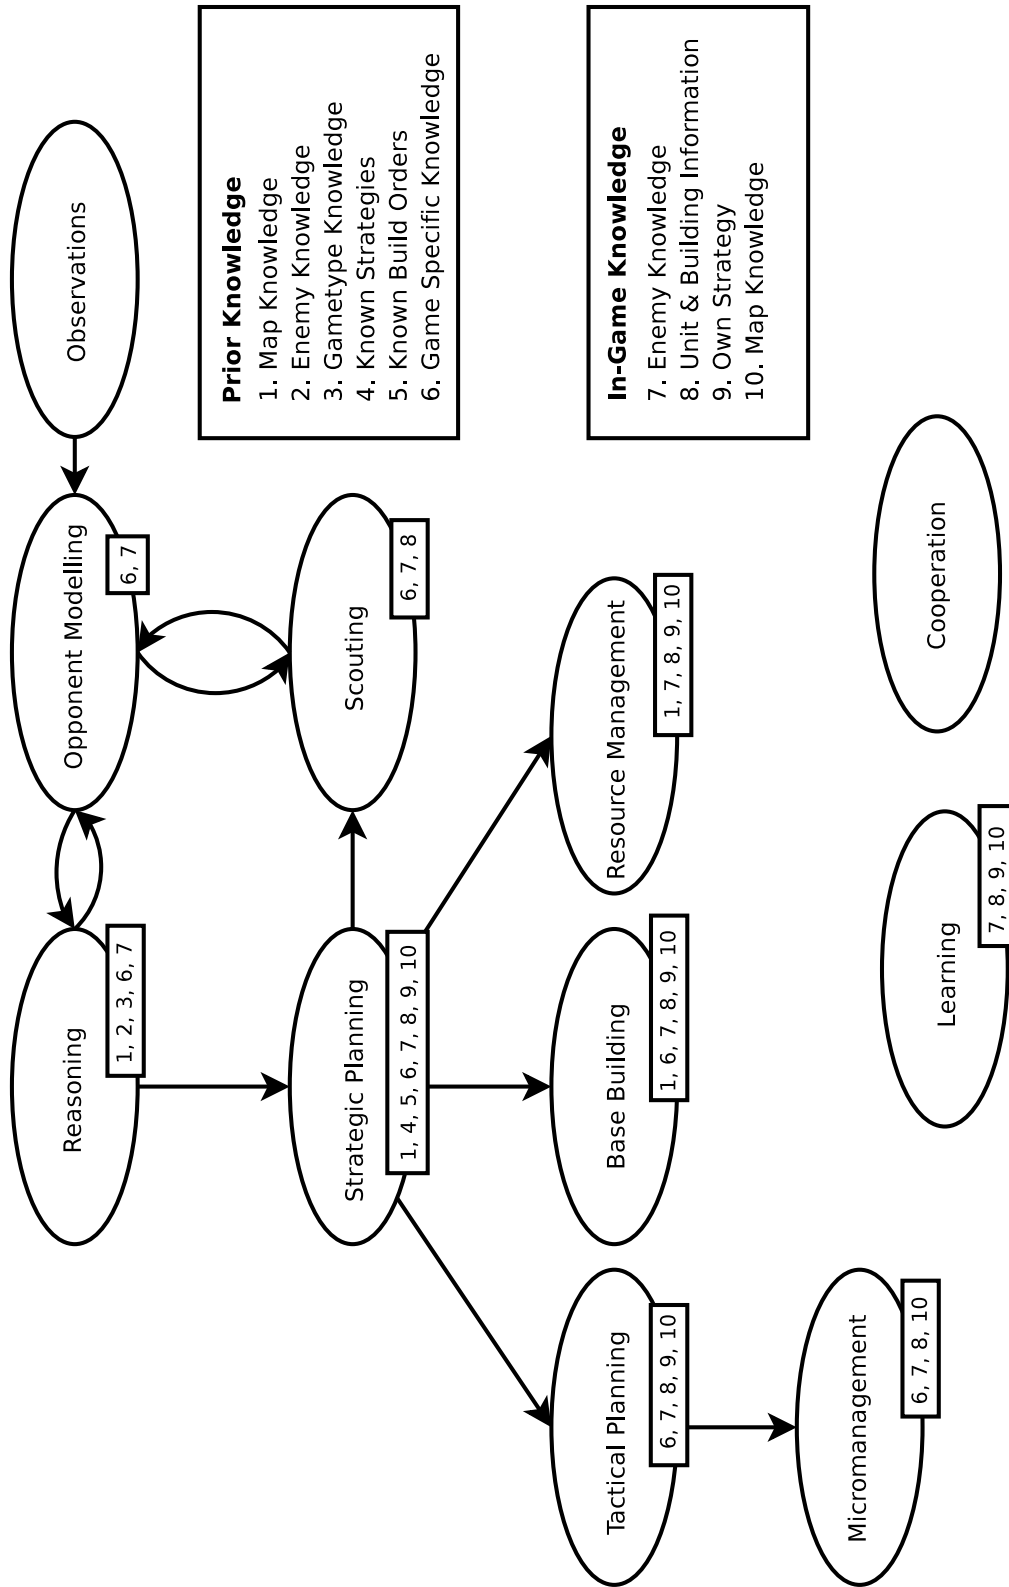 Reasoning
1, 2, 3, 6, 7
Opponent Modelling
6, 7
Observations
Strategic Planning
1, 4, 5, 6, 7, 8, 9, 10
Scouting
6, 7, 8
Prior Knowledge
1. Map Knowledge
2. Enemy Knowledge
3. Gametype Knowledge
4. Known Strategies
5. Known Build Orders
6. Game Specific Knowledge
Tactical Planning
6, 7, 8, 9, 10
Base Building
1, 6, 7, 8, 9, 10
Resource Management
1, 7, 8, 9, 10
In-Game Knowledge
7. Enemy Knowledge
8. Unit & Building Information
9. Own Strategy
10. Map Knowledge
Micromanagement
6, 7, 8, 10
Learning
7, 8, 9, 10
Cooperation